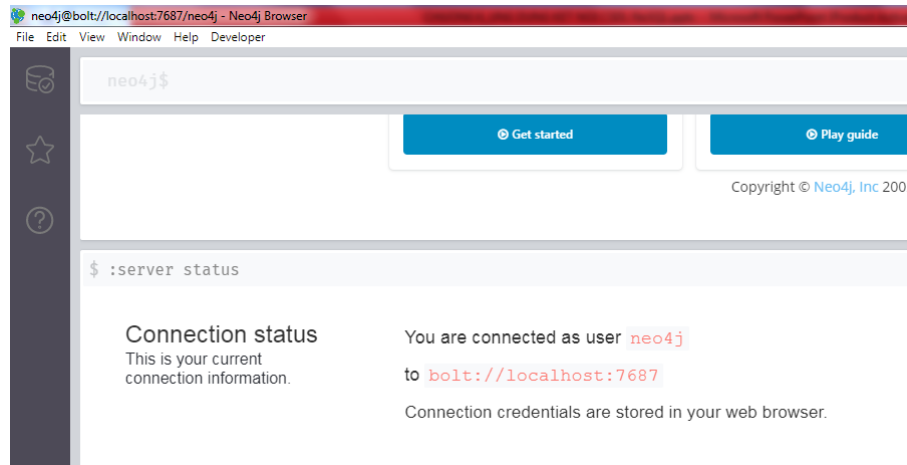 neo4j@bolt://localhost:7687/neo4j - Neo4j Browser
File Edit View Window Help Developer
neo4j$
Get started
Play guide
Copyright © Neo4j, Inc 200
$ :server status
Connection status
This is your current
connection information.
You are connected as user neo4j
to bolt://localhost:7687
Connection credentials are stored in your web browser.